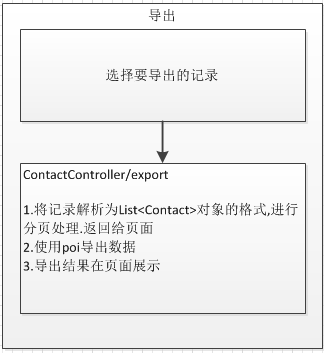 导出
选择要导出的记录
ContactController/export
1.将记录解析为List<Contact>对象的格式,进行
分页处理.返回给页面
2.使用poi导出数据
3.导出结果在页面展示